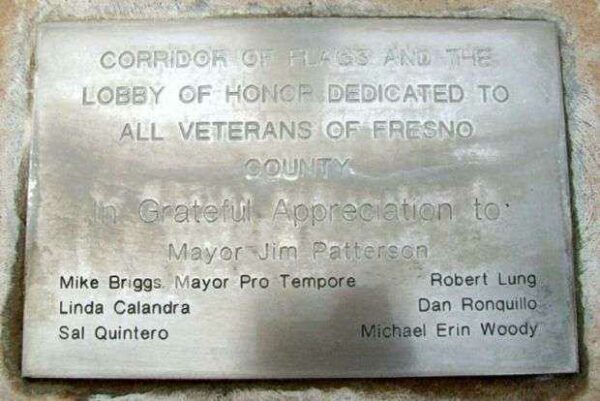 CORRIDOR OF FLAGS AND THE
LOBBY OF HONOR DEDICATED TO
ALL VETERANS OF FRESNO
COUNTY
In Grateful Appreciation to:
Mayor Jim Patterson
Mike Briggs, Mayor Pro Tempore Robert Lung
Linda Calandra Dan Ronquillo
Sal Quintero Michael Erin Woody